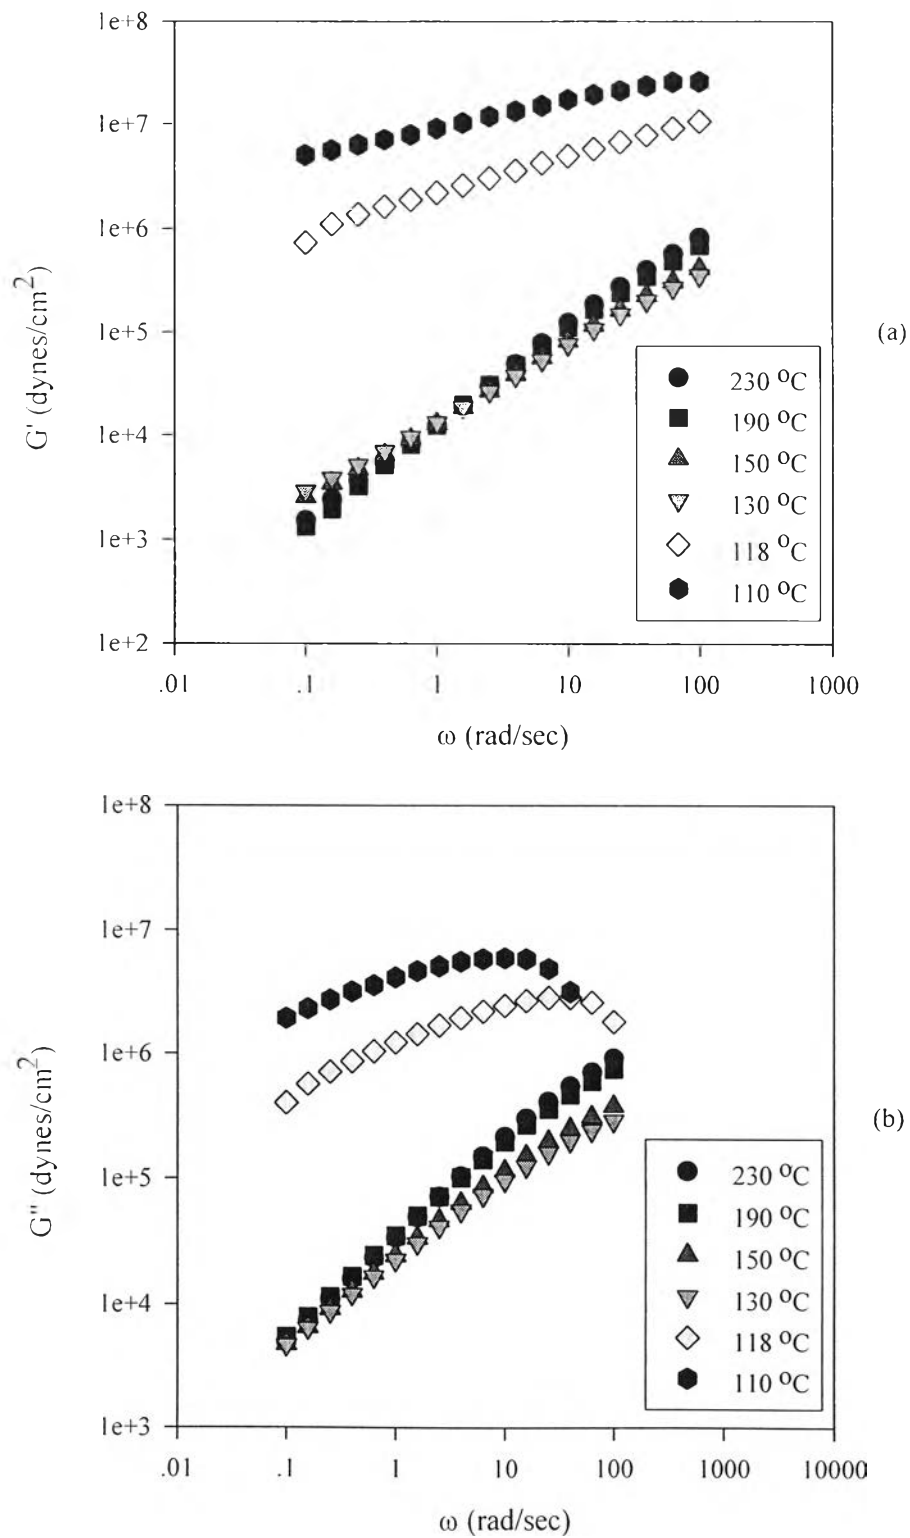 1e+8
1e+7
1e+6
1e+5
1e+4
1e+3
1e+2
G' (dynes/cm²)
.01
.1
1
10
100
1000
ω (rad/sec)
230 °C
190 °C
150 °C
130 °C
118 °C
110 °C
(a)
1e+8
1e+7
1e+6
1e+5
1e+4
1e+3
G" (dynes/cm²)
.01
.1
1
10
100
1000
10000
ω (rad/sec)
230 °C
190 °C
150 °C
130 °C
118 °C
110 °C
(b)